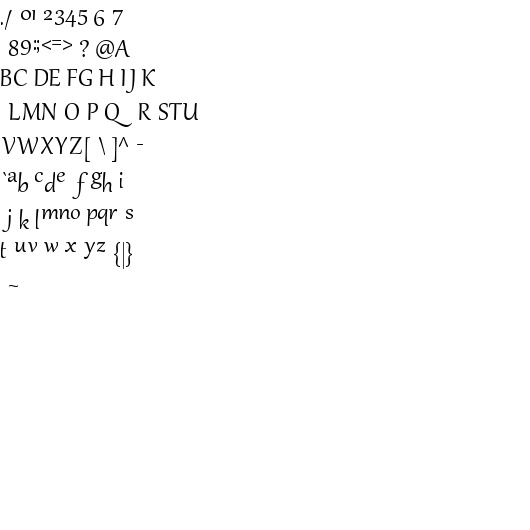 ./ 01 2345 6 7
89:;<=> ? @A
BC DE FG H IJ K
LMN O P Q R STU
VWXYZ[ \ ]^ -
`ab cde f gh i
j k lmno pqr s
t uv w x yz {|}
~